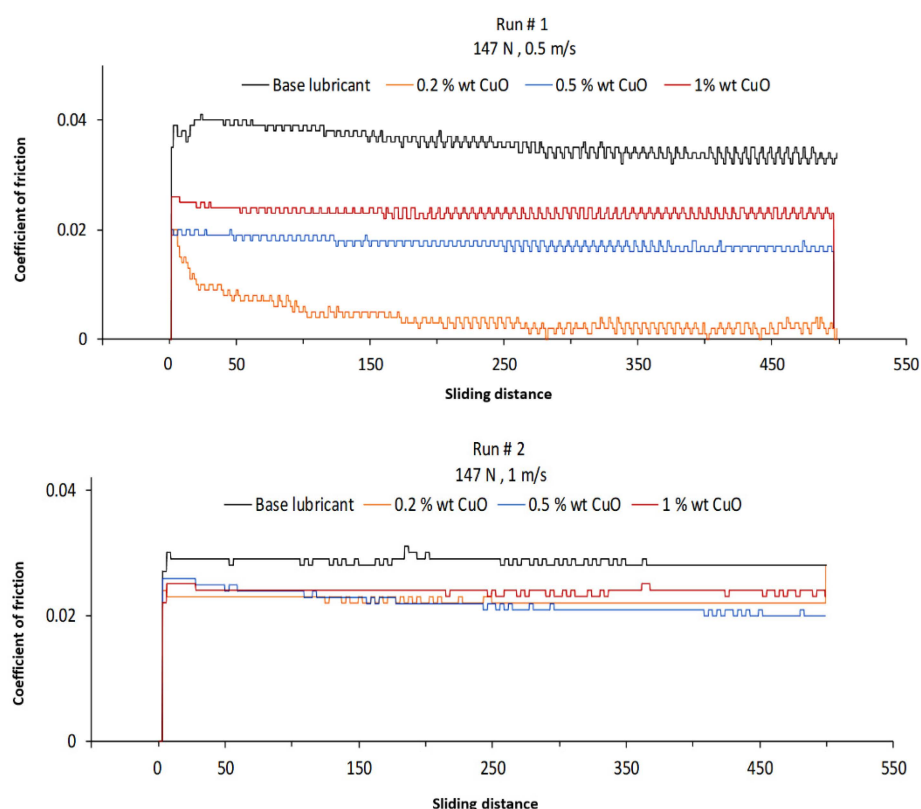 Run # 1
147 N , 0.5 m/s
Base lubricant 0.2 % wt CuO 0.5 % wt CuO 1% wt CuO
0.04
0.02
0
Coefficient of friction
0 50 150 250 350 450 550
Sliding distance
Run # 2
147 N , 1 m/s
Base lubricant 0.2 % wt CuO 0.5 % wt CuO 1 % wt CuO
0.04
0.02
0
Coefficient of friction
0 50 150 250 350 450 550
Sliding distance